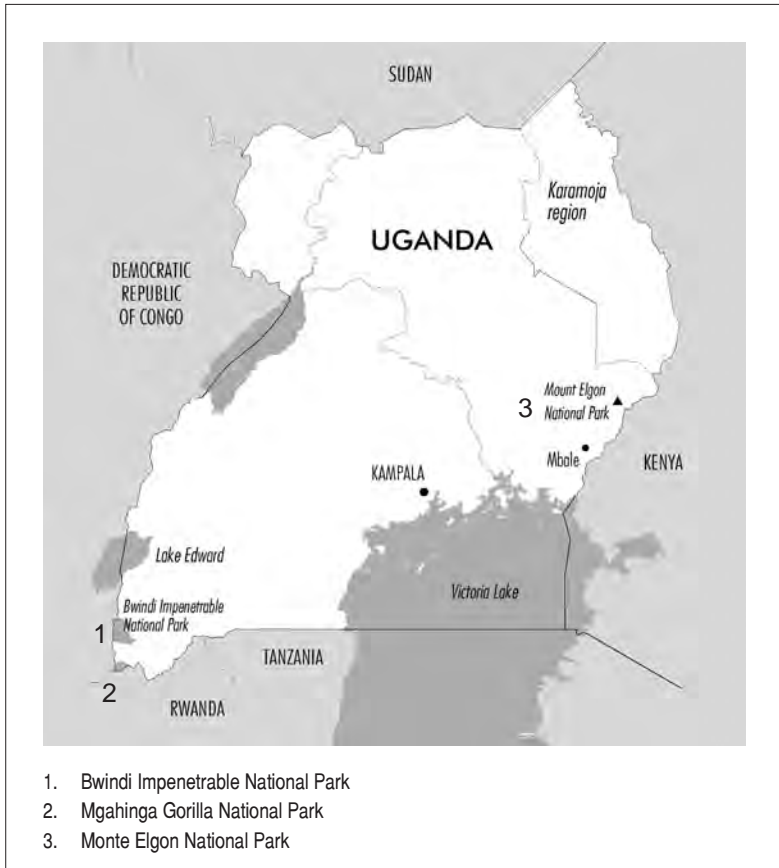 SUDAN
Karamoja
region
UGANDA
DEMOCRATIC
REPUBLIC
OF CONGO
3
Mount Elgon
National Park
Mbale
KENYA
KAMPALA
Lake Edward
Victoria Lake
Bwindi Impenetrable
National Park
1
TANZANIA
2
RWANDA
1. Bwindi Impenetrable National Park
2. Mgahinga Gorilla National Park
3. Monte Elgon National Park